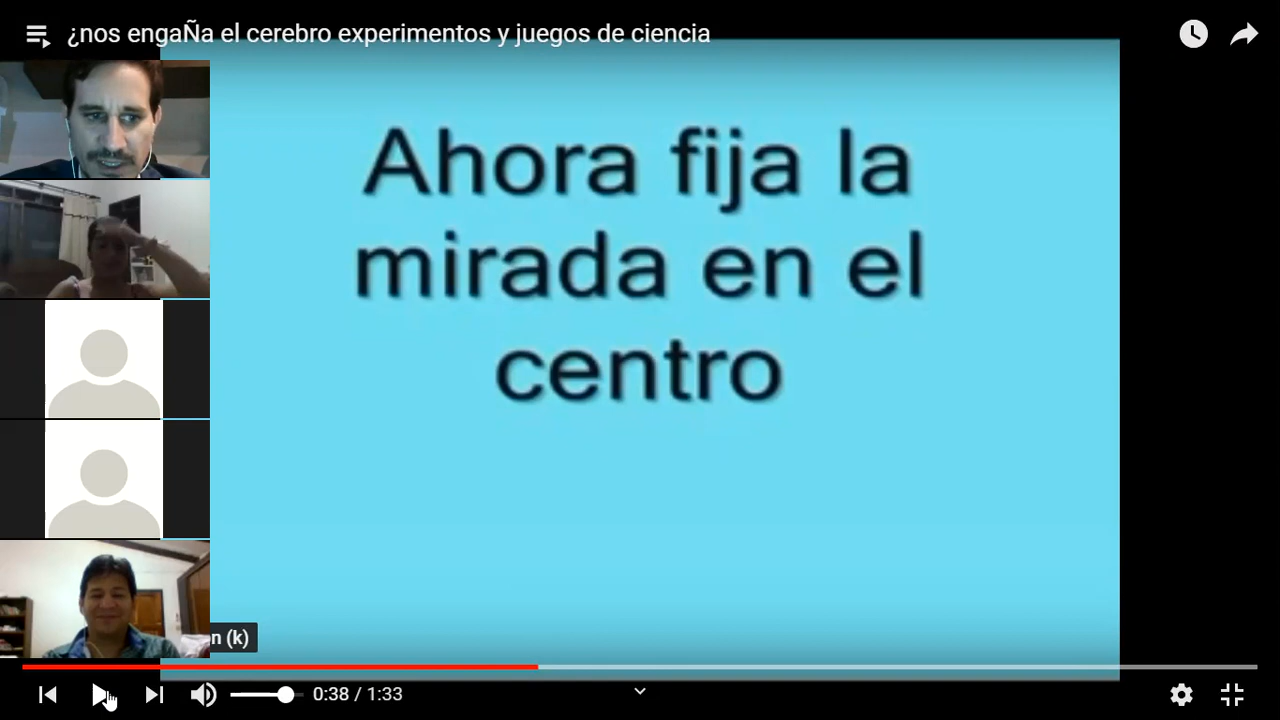 ¿nos engaÑa el cerebro experimentos y juegos de ciencia
Ahora fija la
mirada en el
centro
n (k)
0:38 / 1:33